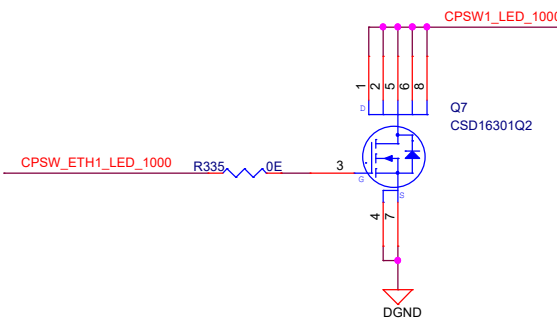 CPSW1_LED_1000
1
2
5
6
8
D
Q7
CSD16301Q2
CPSW_ETH1_LED_1000
R335
0E
3
G
S
4
7
DGND